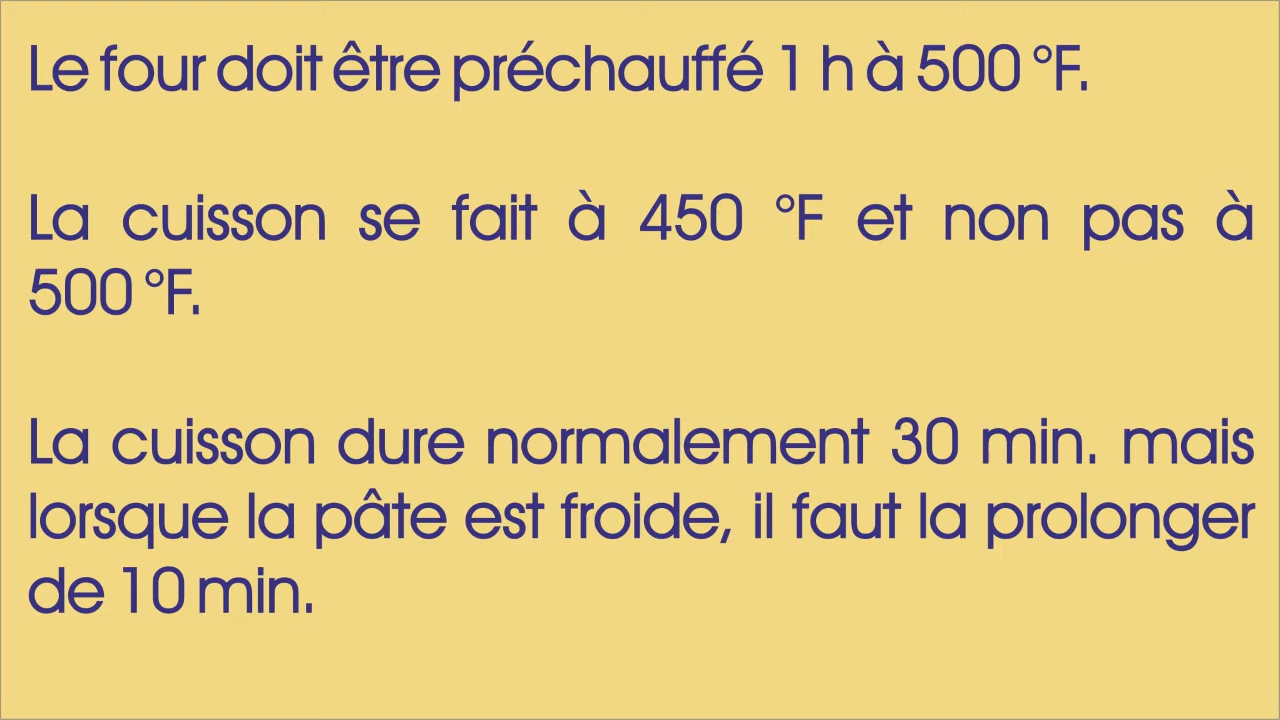 Le four doit être préchauffé 1 h à 500 °F.
La cuisson se fait à 450 °F et non pas à
500 °F.
La cuisson dure normalement 30 min. mais
lorsque la pâte est froide, il faut la prolonger
de 10 min.